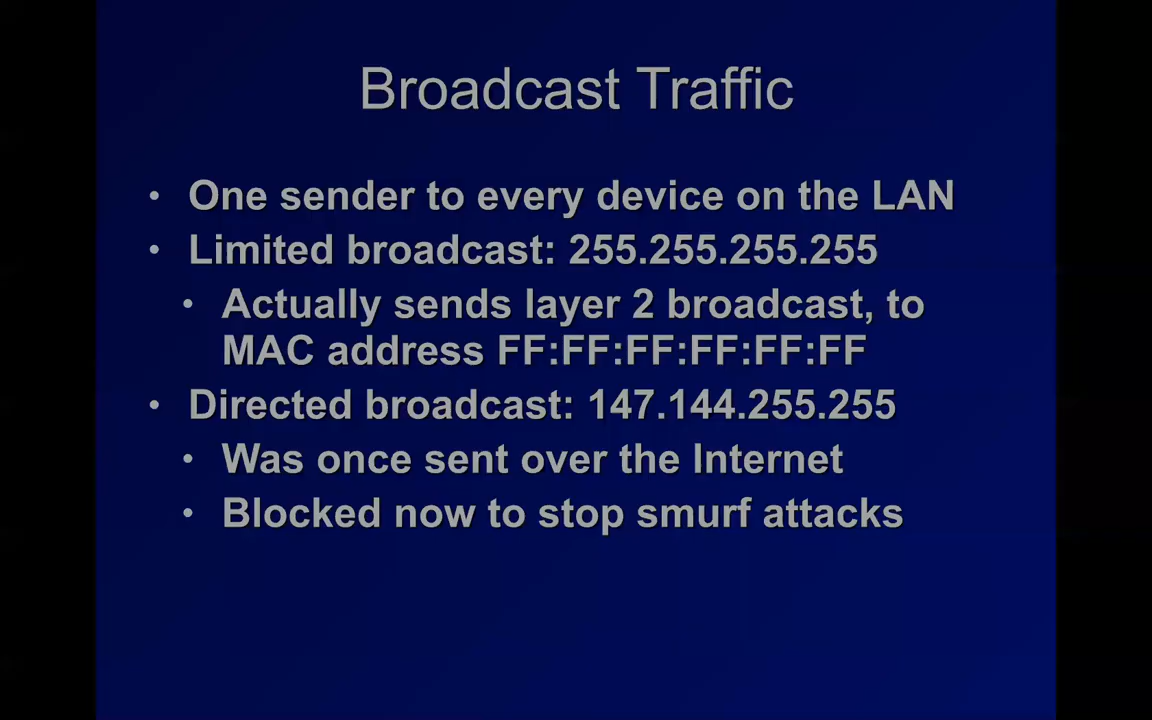 Broadcast Traffic
• One sender to every device on the LAN
• Limited broadcast: 255.255.255.255
• Actually sends layer 2 broadcast, to
MAC address FF:FF:FF:FF:FF:FF
• Directed broadcast: 147.144.255.255
• Was once sent over the Internet
• Blocked now to stop smurf attacks